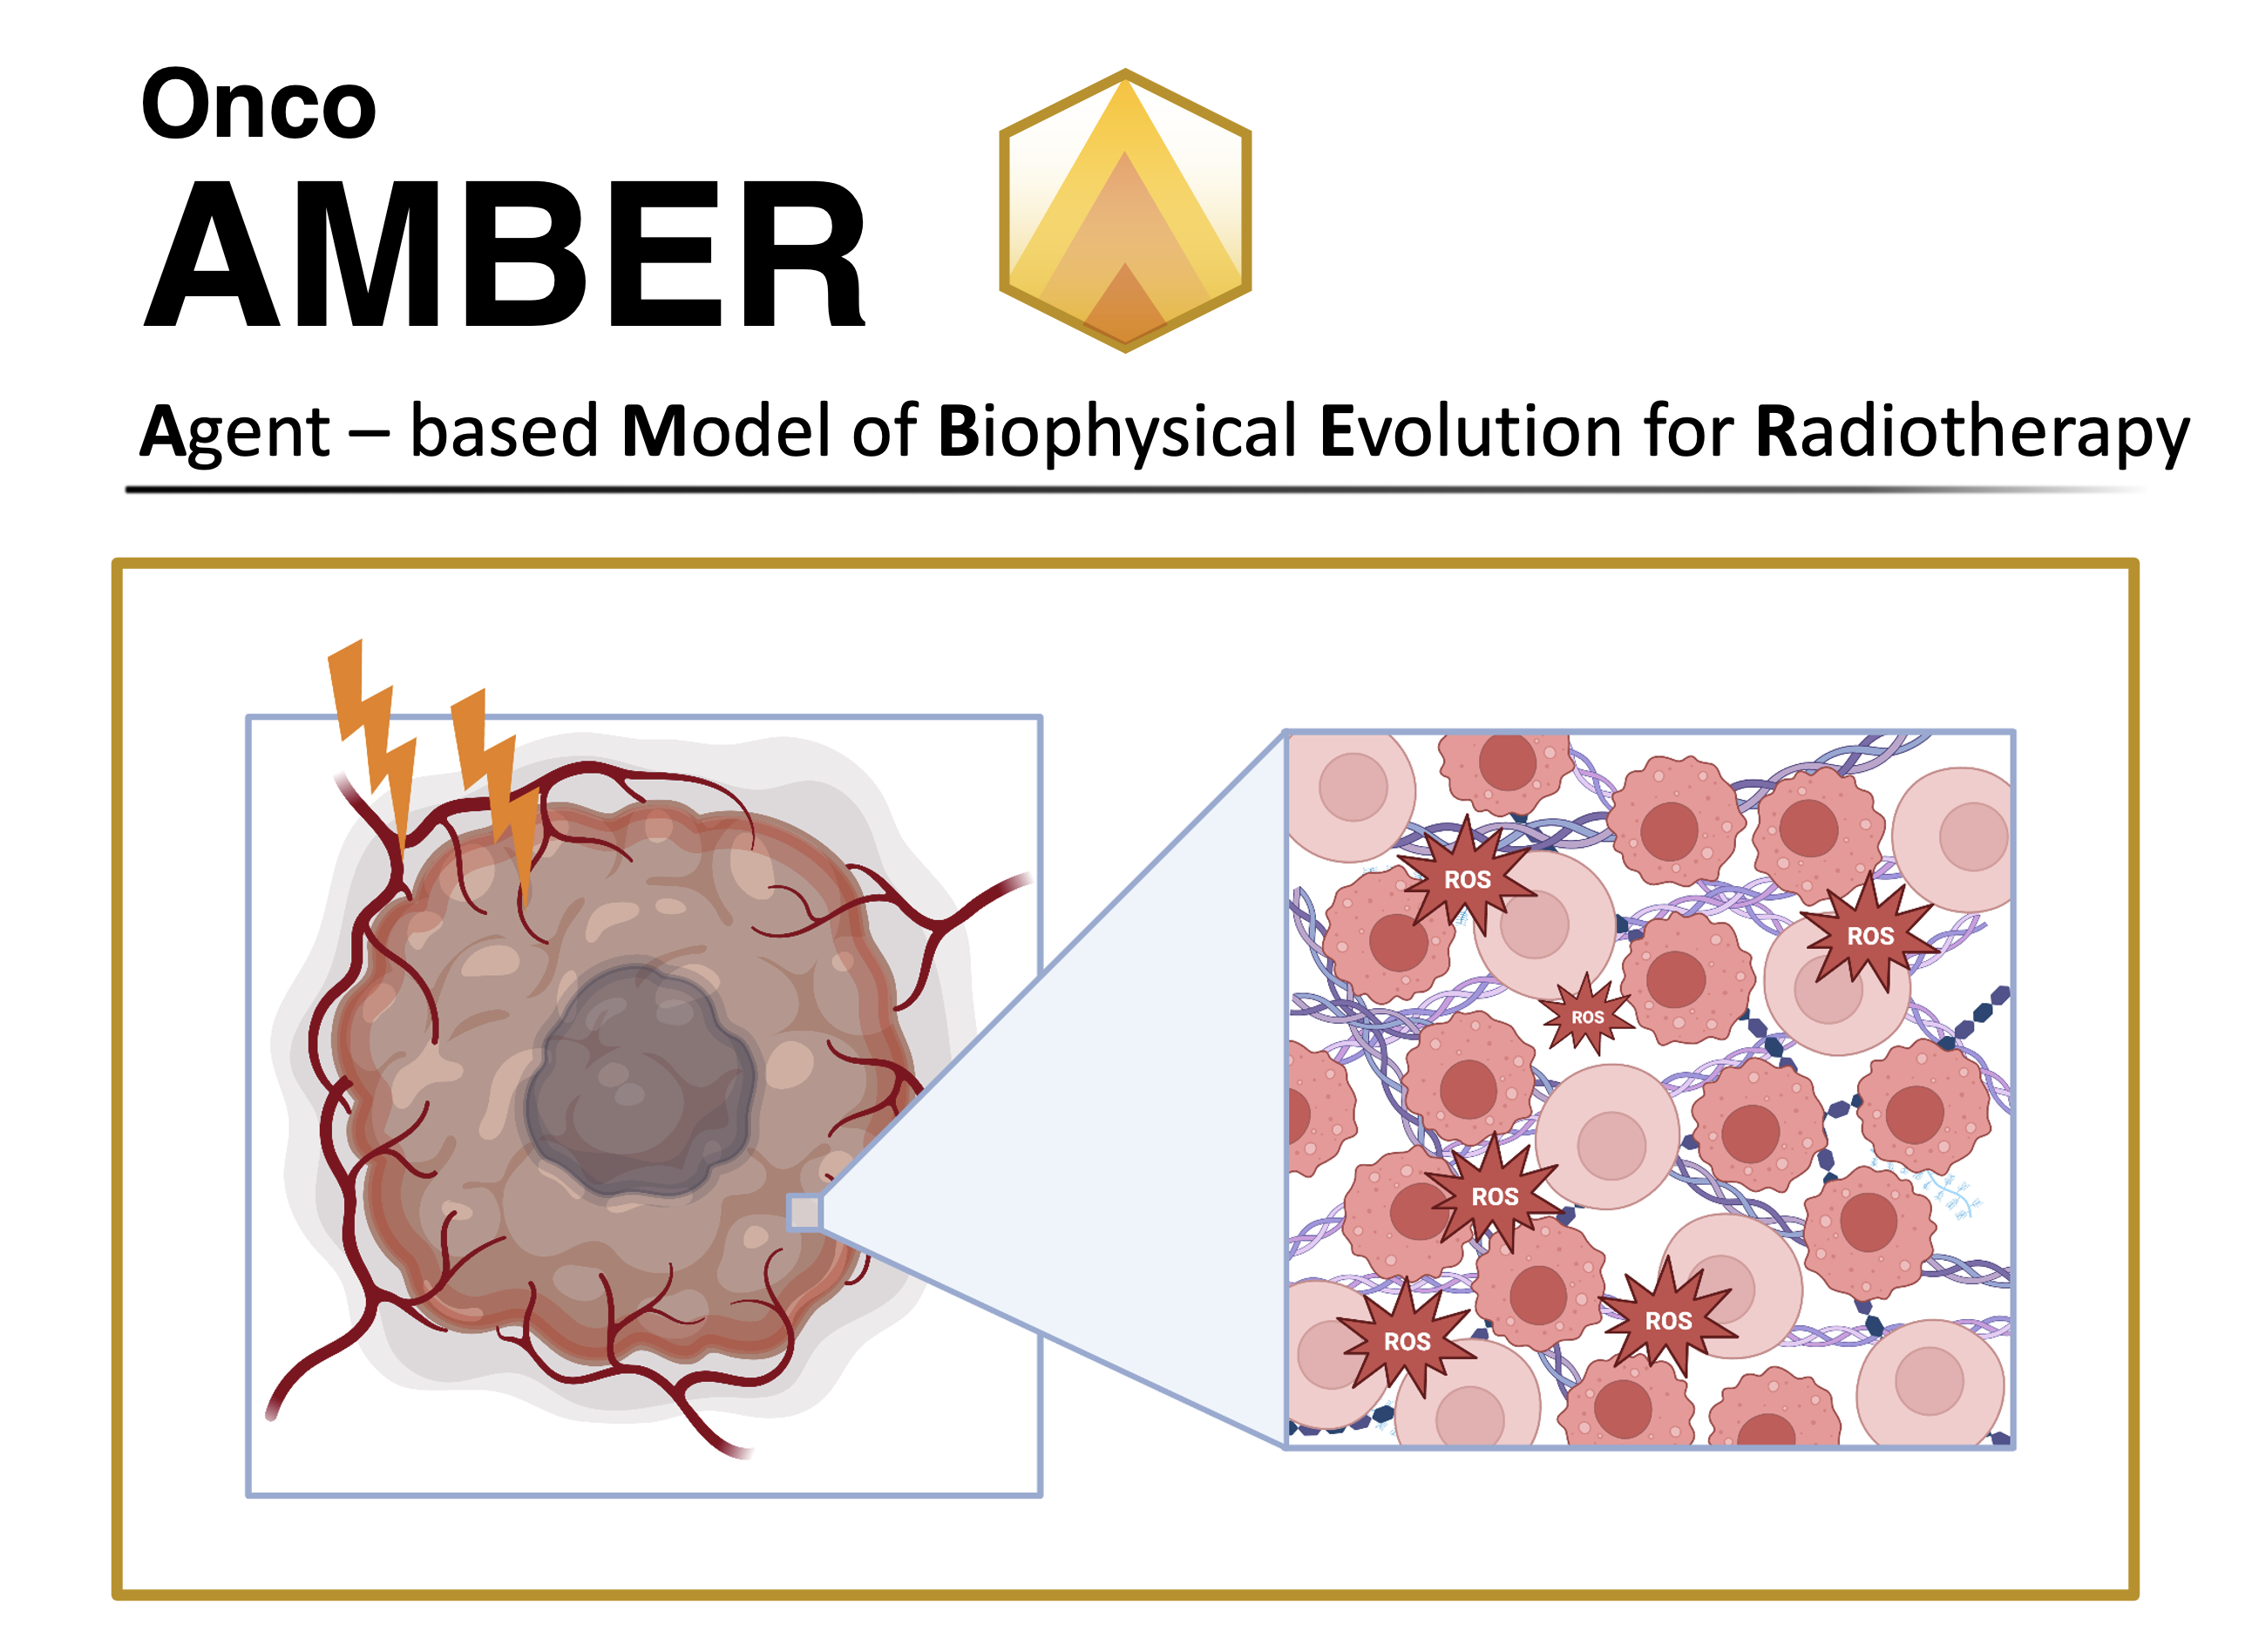 Onco
AMBER
Agent – based Model of Biophysical Evolution for Radiotherapy
ROS
ROS
ROS
ROS
ROS
ROS